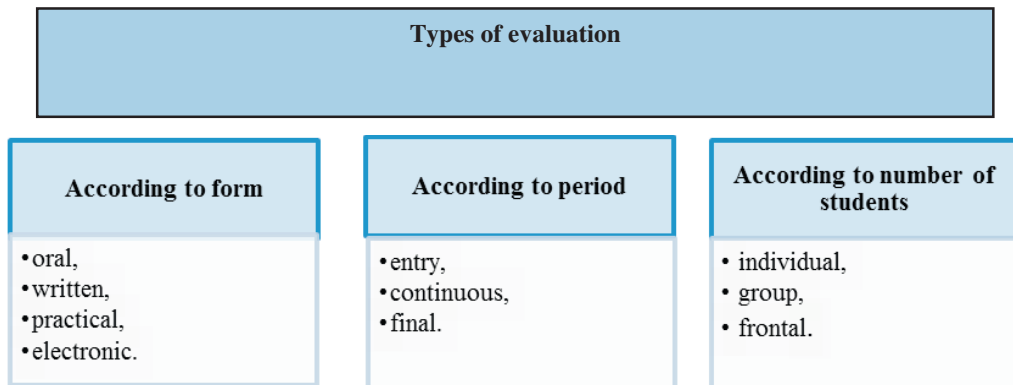 Types of evaluation
According to form
•oral,
•written,
•practical,
•electronic.
According to period
•entry,
•continuous,
•final.
According to number of
students
• individual,
• group,
• frontal.